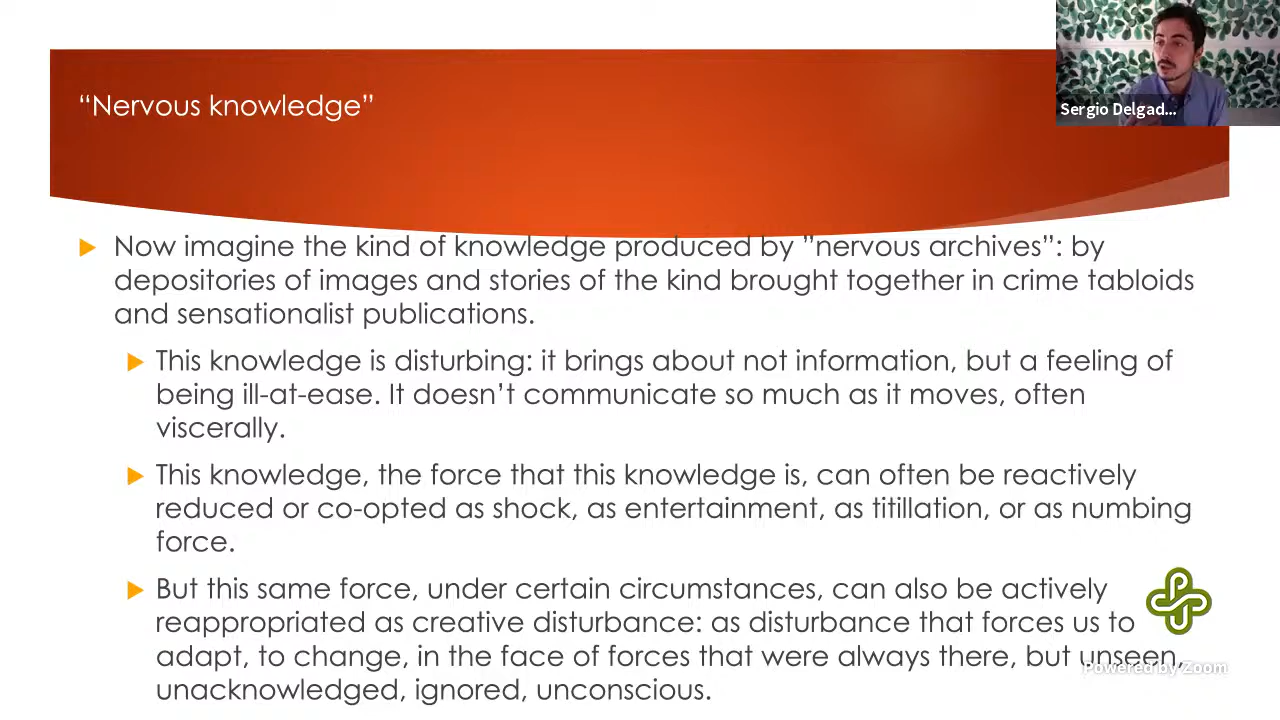 “Nervous knowledge”
Sergio Delgad...
Now imagine the kind of knowledge produced by ”nervous archives”: by
depositories of images and stories of the kind brought together in crime tabloids
and sensationalist publications.
This knowledge is disturbing: it brings about not information, but a feeling of
being ill-at-ease. It doesn’t communicate so much as it moves, often
viscerally.
This knowledge, the force that this knowledge is, can often be reactively
reduced or co-opted as shock, as entertainment, as titillation, or as numbing
force.
But this same force, under certain circumstances, can also be actively
reappropriated as creative disturbance: as disturbance that forces us to
adapt, to change, in the face of forces that were always there, but unseen,
unacknowledged, ignored, unconscious.
Powered by Zoom